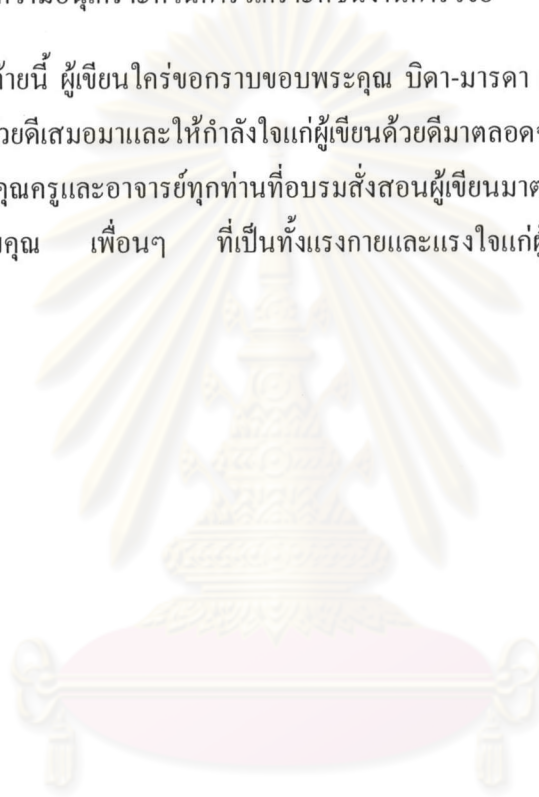 ท้ายนี้ ผู้เขียนใคร่ขอกราบขอบพระคุณ บิดา-มารดา
ด้วยดีเสมอมาและให้กำลังใจแก่ผู้เขียนด้วยดีมาตลอด
คุณครูและอาจารย์ทุกท่านที่อบรมสั่งสอนผู้เขียนมา
คุณ เพื่อนๆ ที่เป็นทั้งแรงกายและแรงใจแก่